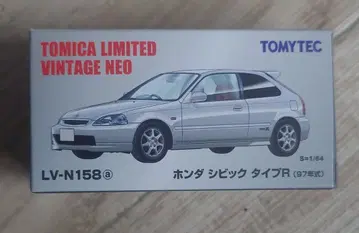 TOMICA LIMITED
VINTAGE NEO
TOMYTEC
S=1/64
LV-N158ⓐ
ホンダ シビック タイプR (97年式)